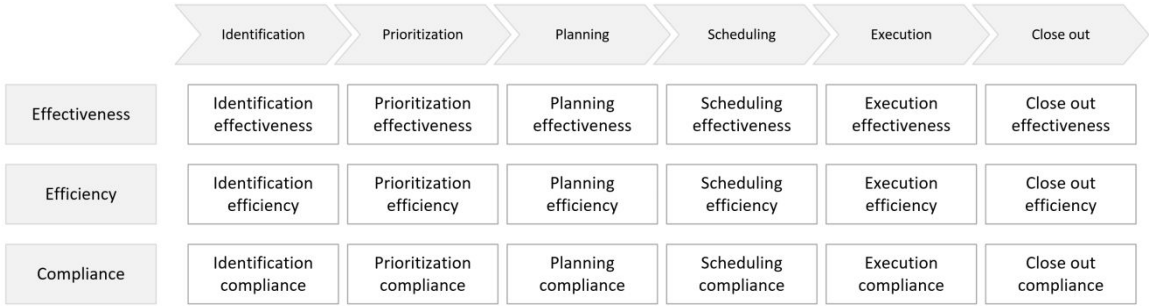 Identification Prioritization Planning Scheduling Execution Close out
Effectiveness
Identification
effectiveness
Prioritization
effectiveness
Planning
effectiveness
Scheduling
effectiveness
Execution
effectiveness
Close out
effectiveness
Efficiency
Identification
efficiency
Prioritization
efficiency
Planning
efficiency
Scheduling
efficiency
Execution
efficiency
Close out
efficiency
Compliance
Identification
compliance
Prioritization
compliance
Planning
compliance
Scheduling
compliance
Execution
compliance
Close out
compliance